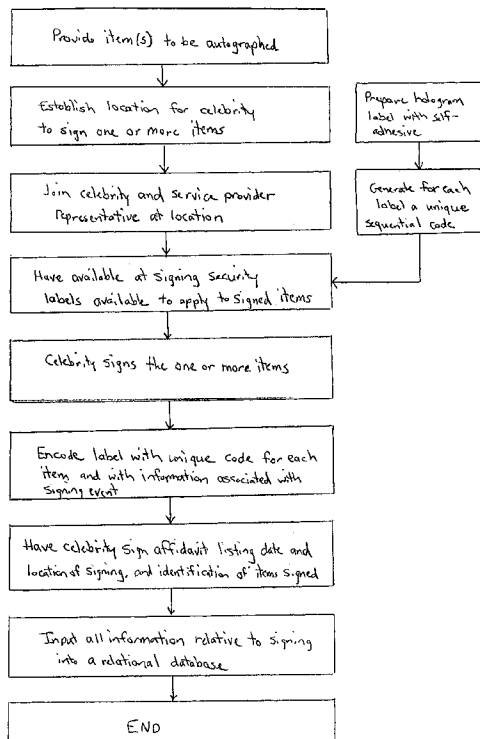 Provide item(s) to be autographed
Establish location for celebrity
to sign one or more items
Prepare hologram
label with self-
adhesive
Join celebrity and service provider
representative at location
Generate for each
label a unique
sequential code
Have available at signing security
labels available to apply to signed items
Celebrity signs the one or more items
Encode label with unique code for each
item and with information associated with
signing event
Have celebrity sign affidavit listing date and
location of signing, and identification of items signed
Input all information relative to signing
into a relational database
END